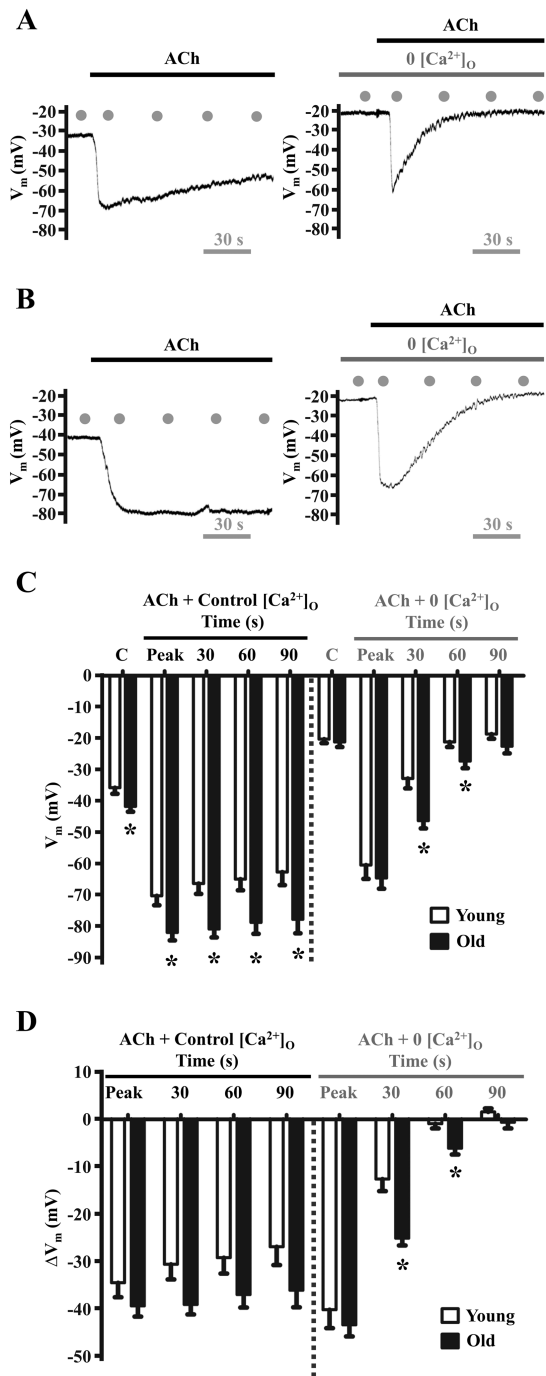 A
ACh
ACh
0 [Ca²⁺]O
-20
-30
-40
-50
-60
-70
-80
Vm (mV)
30 s
-20
-30
-40
-50
-60
-70
-80
Vm (mV)
30 s
B
ACh
ACh
0 [Ca²⁺]O
-20
-30
-40
-50
-60
-70
-80
Vm (mV)
30 s
-20
-30
-40
-50
-60
-70
-80
Vm (mV)
30 s
C
ACh + Control [Ca²⁺]O
Time (s)
ACh + 0 [Ca²⁺]O
Time (s)
C Peak 30 60 90 C Peak 30 60 90
0
-10
-20
-30
-40
-50
-60
-70
-80
-90
Vm (mV)
*
* * * *
* *
Young
Old
D
ACh + Control [Ca²⁺]O
Time (s)
ACh + 0 [Ca²⁺]O
Time (s)
Peak 30 60 90 Peak 30 60 90
10
0
-10
-20
-30
-40
-50
ΔVm (mV)
* *
Young
Old